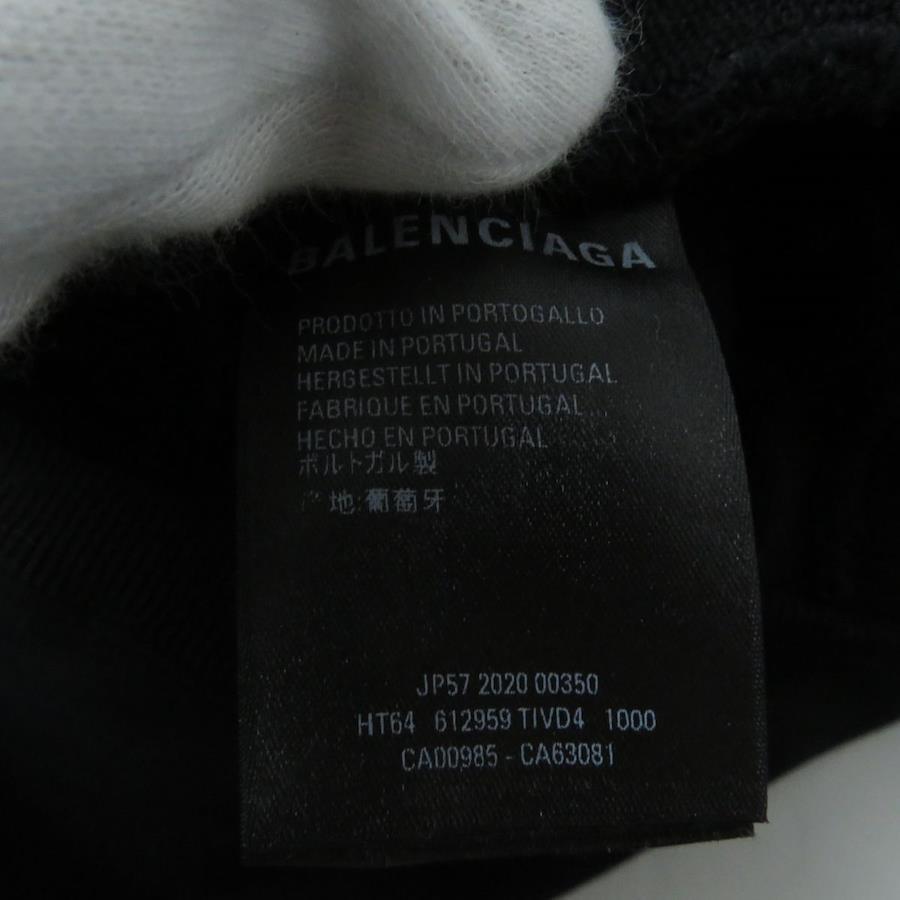 BALENCIAGA
PRODOTTO IN PORTOGALLO
MADE IN PORTUGAL
HERGESTELLT IN PORTUGAL
FABRIQUE EN PORTUGAL
HECHO EN PORTUGAL
ポルトガル製
产地:葡萄牙
JP57 2020 00350
HT64 612959 TIVD4 1000
CA00985 - CA63081